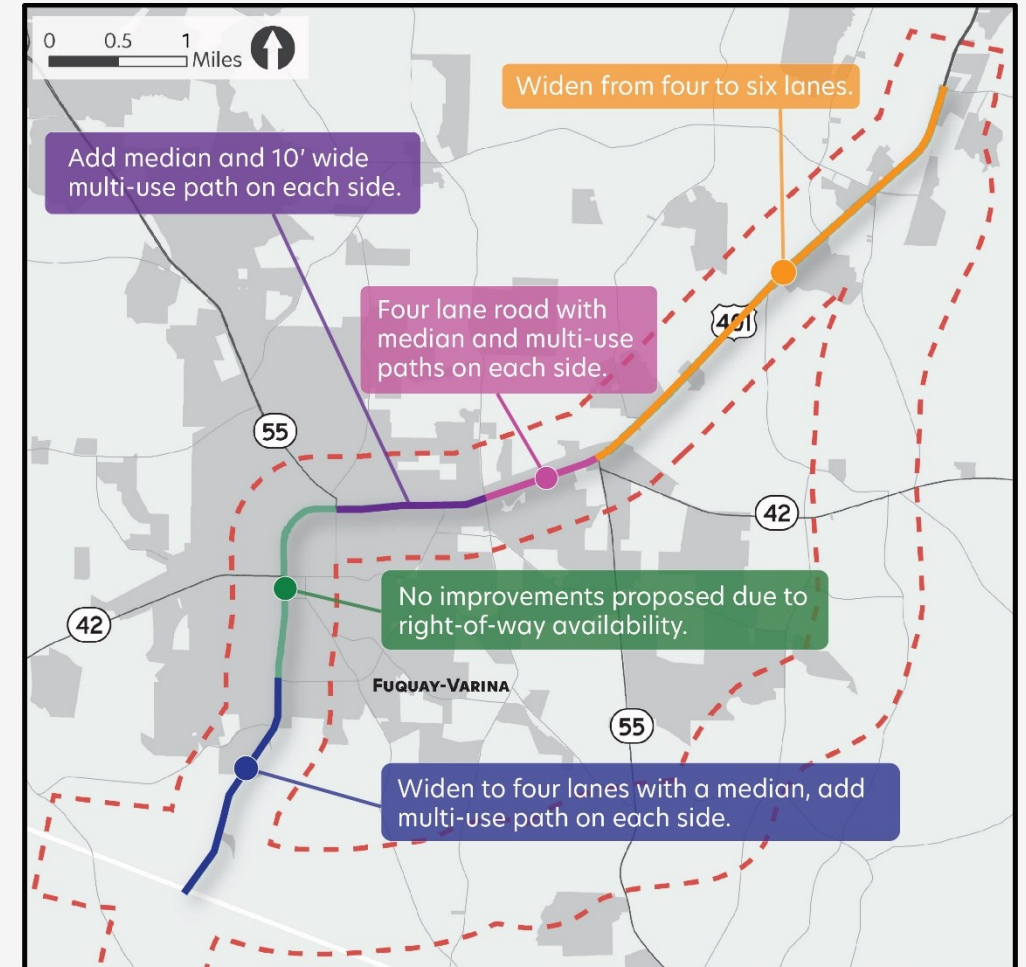 0 0.5 1
Miles
Widen from four to six lanes.
Add median and 10' wide
multi-use path on each side.
Four lane road with
median and multi-use
paths on each side.
401
55
42
No improvements proposed due to
right-of-way availability.
42
FUQUAY-VARINA
55
Widen to four lanes with a median, add
multi-use path on each side.